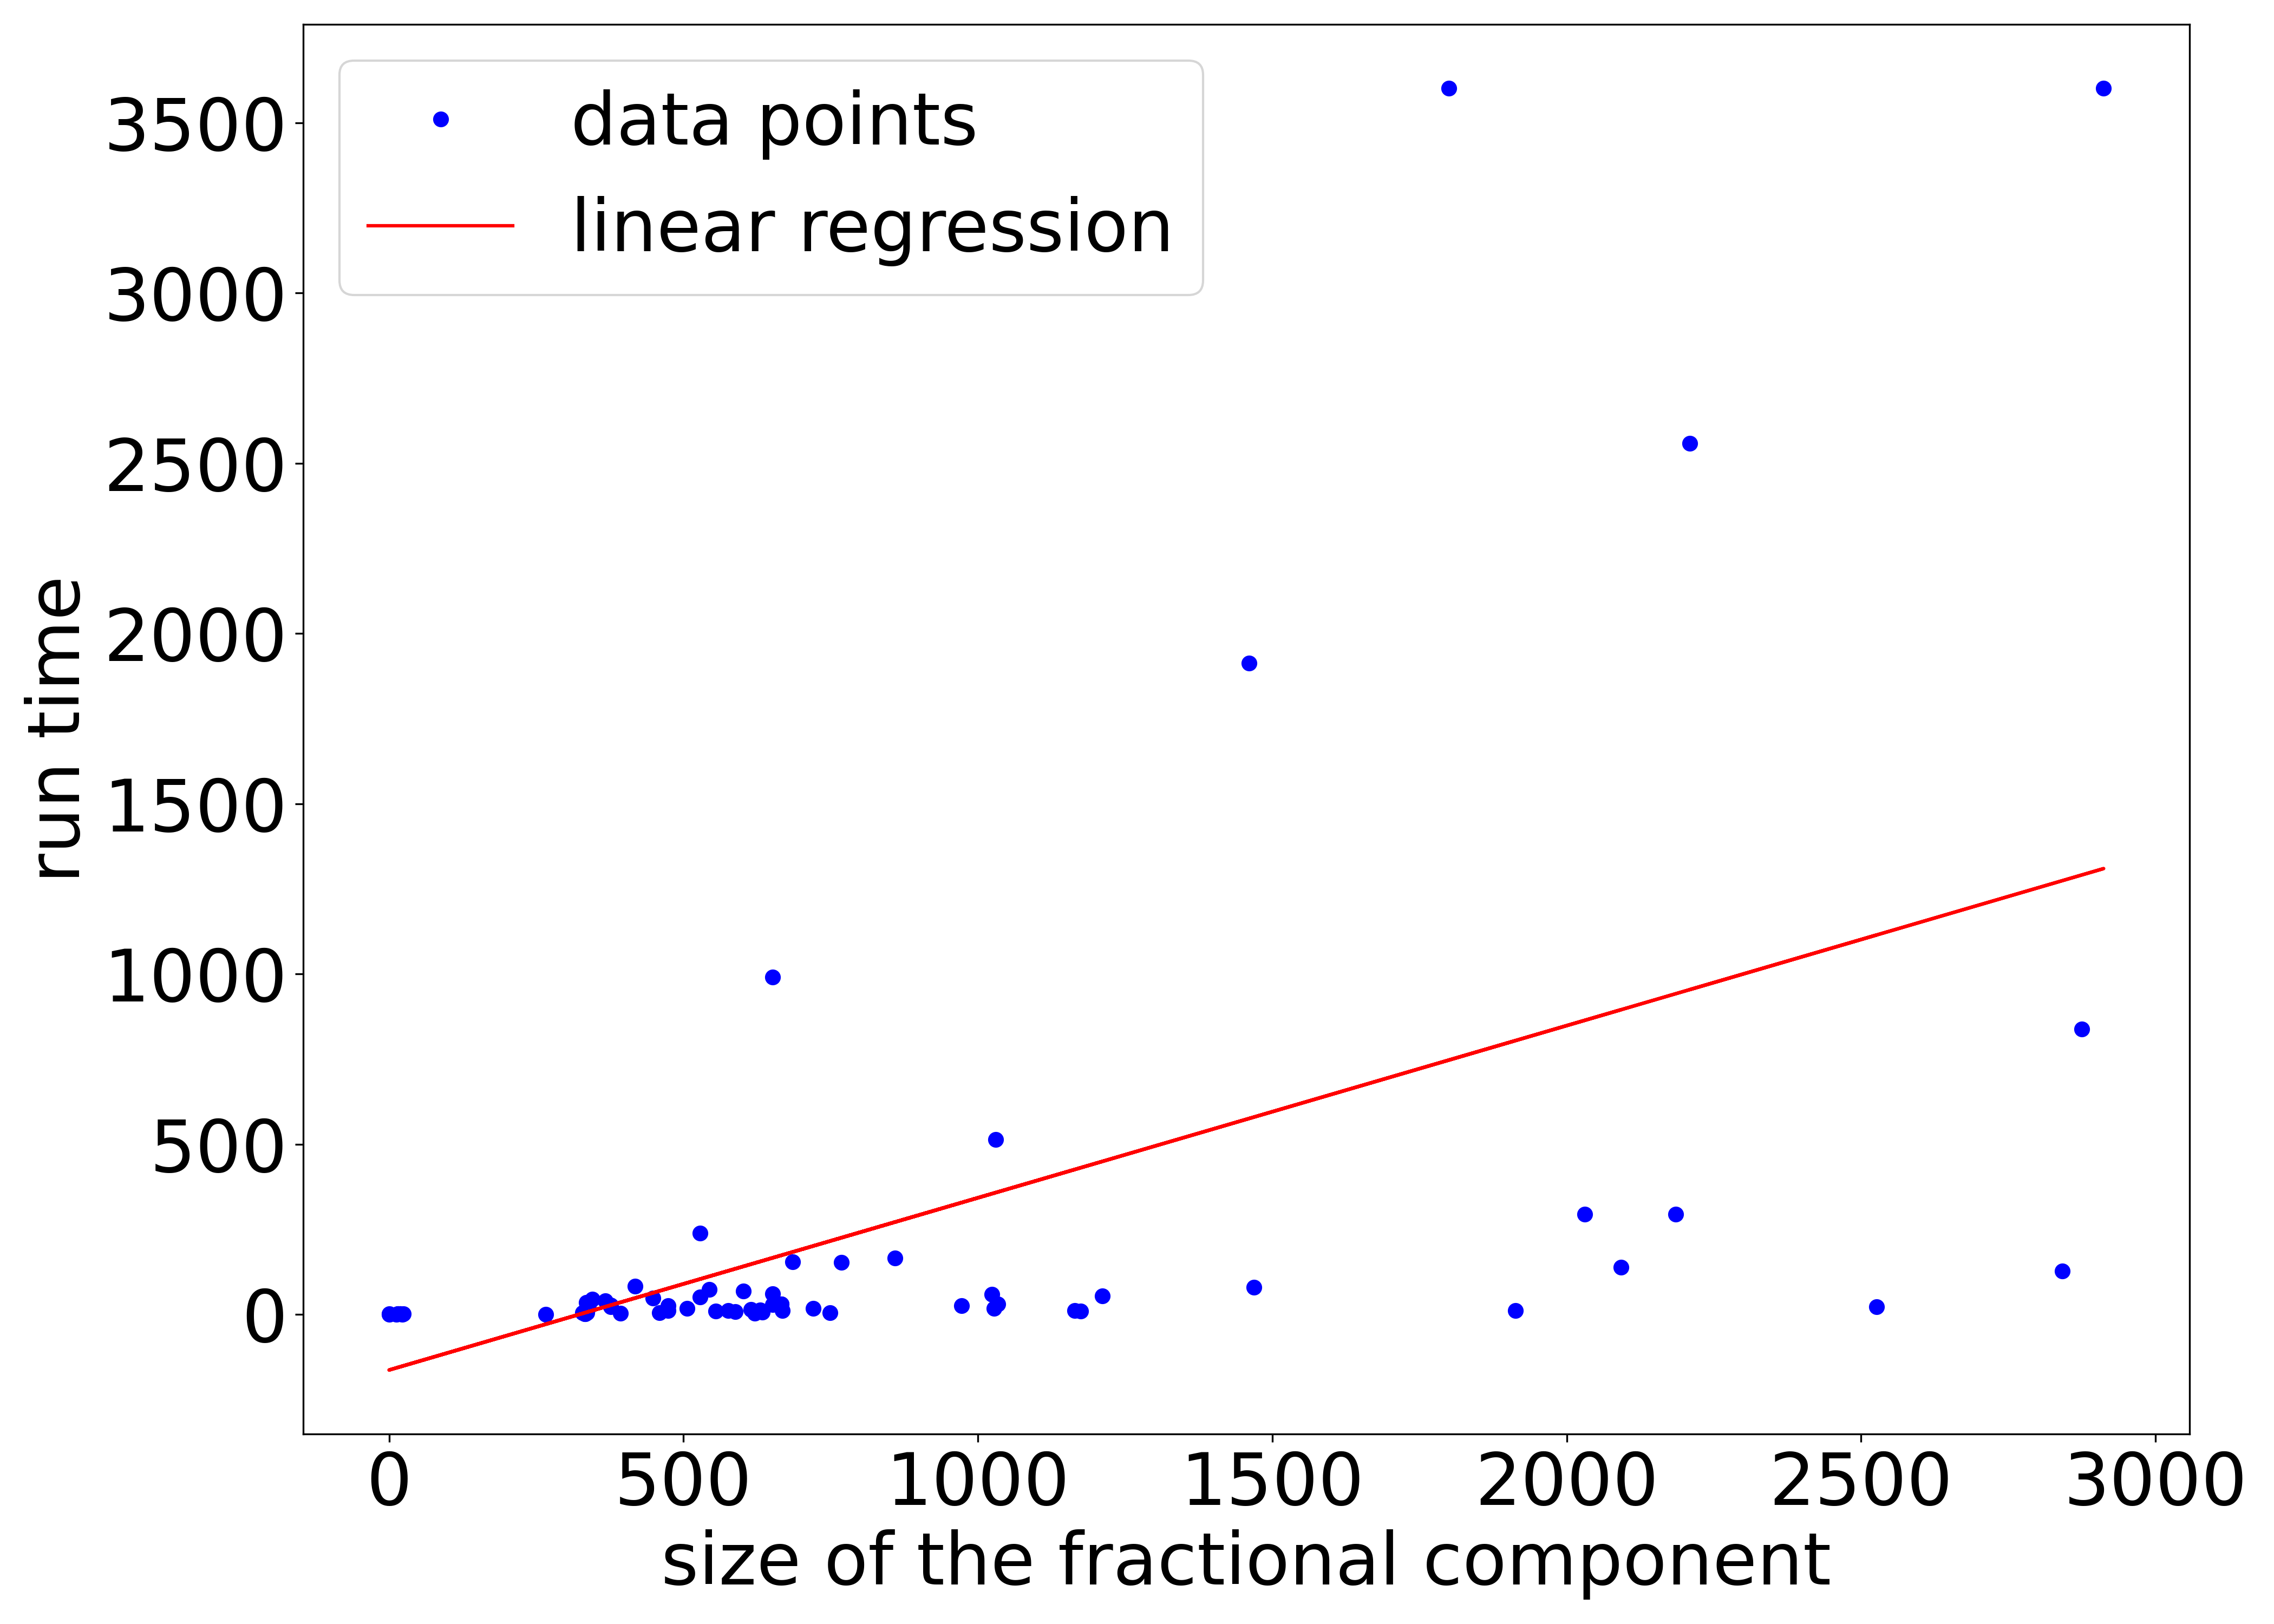 data points
linear regression
3500
3000
2500
2000
1500
1000
500
0
run time
0 500 1000 1500 2000 2500 3000
size of the fractional component